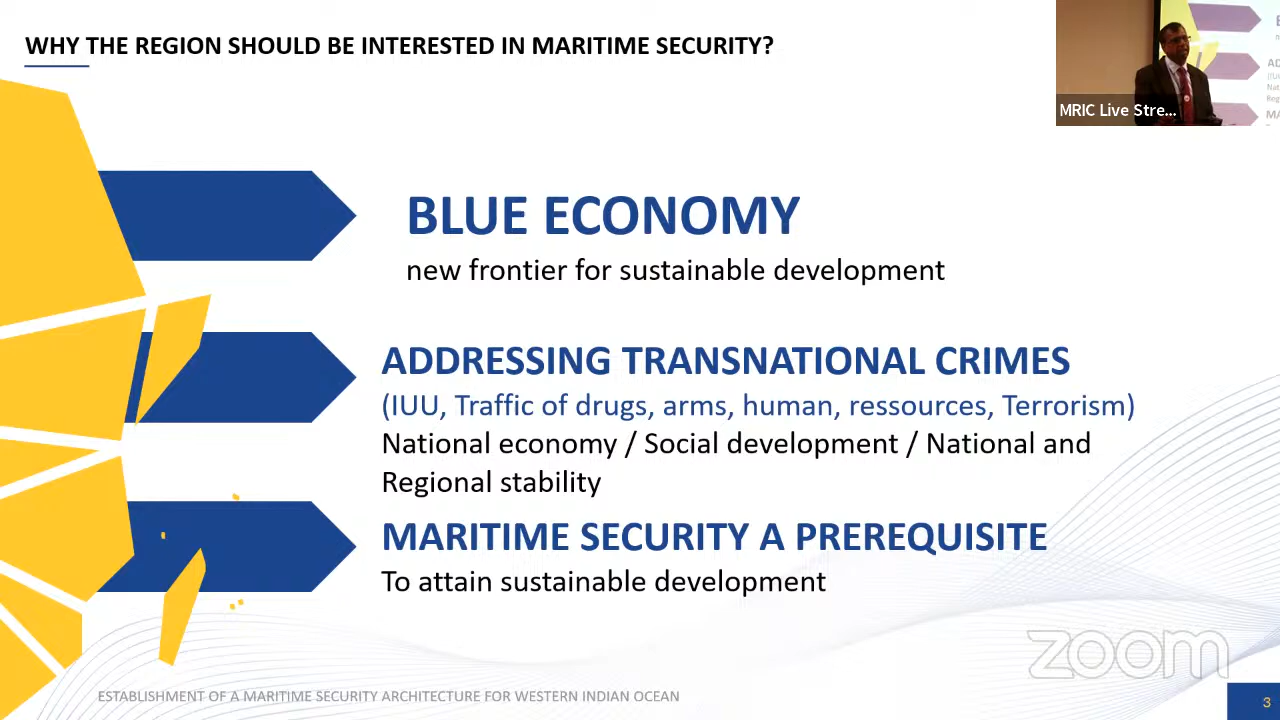 WHY THE REGION SHOULD BE INTERESTED IN MARITIME SECURITY?
MRIC Live Stre...
BLUE ECONOMY
new frontier for sustainable development
ADDRESSING TRANSNATIONAL CRIMES
(IUU, Traffic of drugs, arms, human, ressources, Terrorism)
National economy / Social development / National and
Regional stability
MARITIME SECURITY A PREREQUISITE
To attain sustainable development
zoom
ESTABLISHMENT OF A MARITIME SECURITY ARCHITECTURE FOR WESTERN INDIAN OCEAN
3